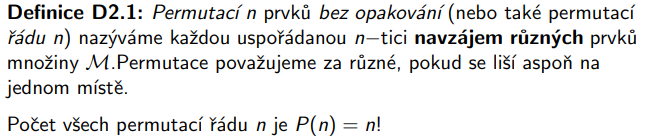 Definice D2.1: Permutací n prvků bez opakování (nebo také permutací
řádu n) nazýváme každou uspořádanou n−tici navzájem různých prvků
množiny ℳ.Permutace považujeme za různé, pokud se liší aspoň na
jednom místě.
Počet všech permutací řádu n je P(n) = n!